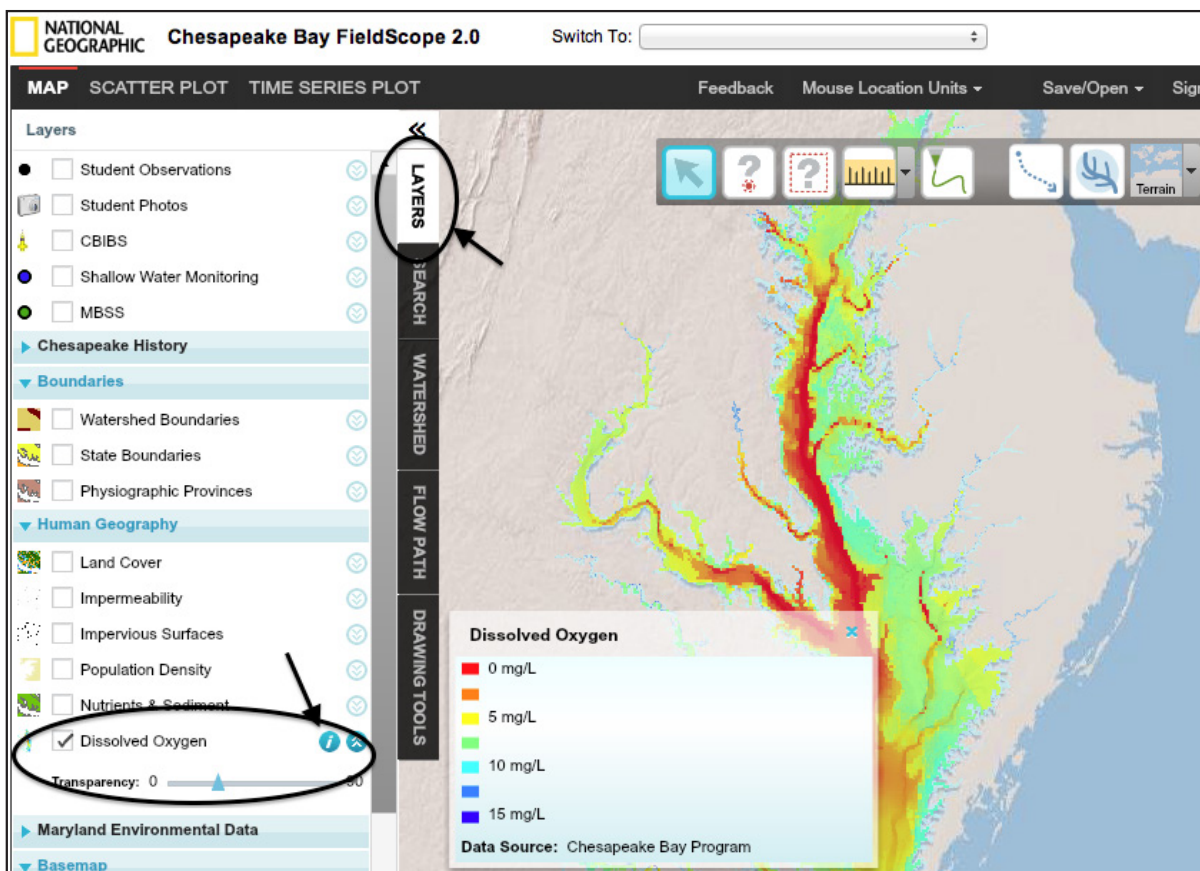 NATIONAL
GEOGRAPHIC
Chesapeake Bay FieldScope 2.0
Switch To:
MAP SCATTER PLOT TIME SERIES PLOT
Feedback Mouse Location Units Save/Open
Layers
Student Observations
Student Photos
CBIBS
Shallow Water Monitoring
MBSS
Chesapeake History
Boundaries
Watershed Boundaries
State Boundaries
Physiographic Provinces
Human Geography
Land Cover
Impermeability
Impervious Surfaces
Population Density
Nutrients & Sediment
Dissolved Oxygen
Transparency: 0
Maryland Environmental Data
Basemap
LAYERS
SEARCH
WATERSHED
FLOW PATH
DRAWING TOOLS
Terrain
Dissolved Oxygen
0 mg/L
5 mg/L
10 mg/L
15 mg/L
Data Source: Chesapeake Bay Program